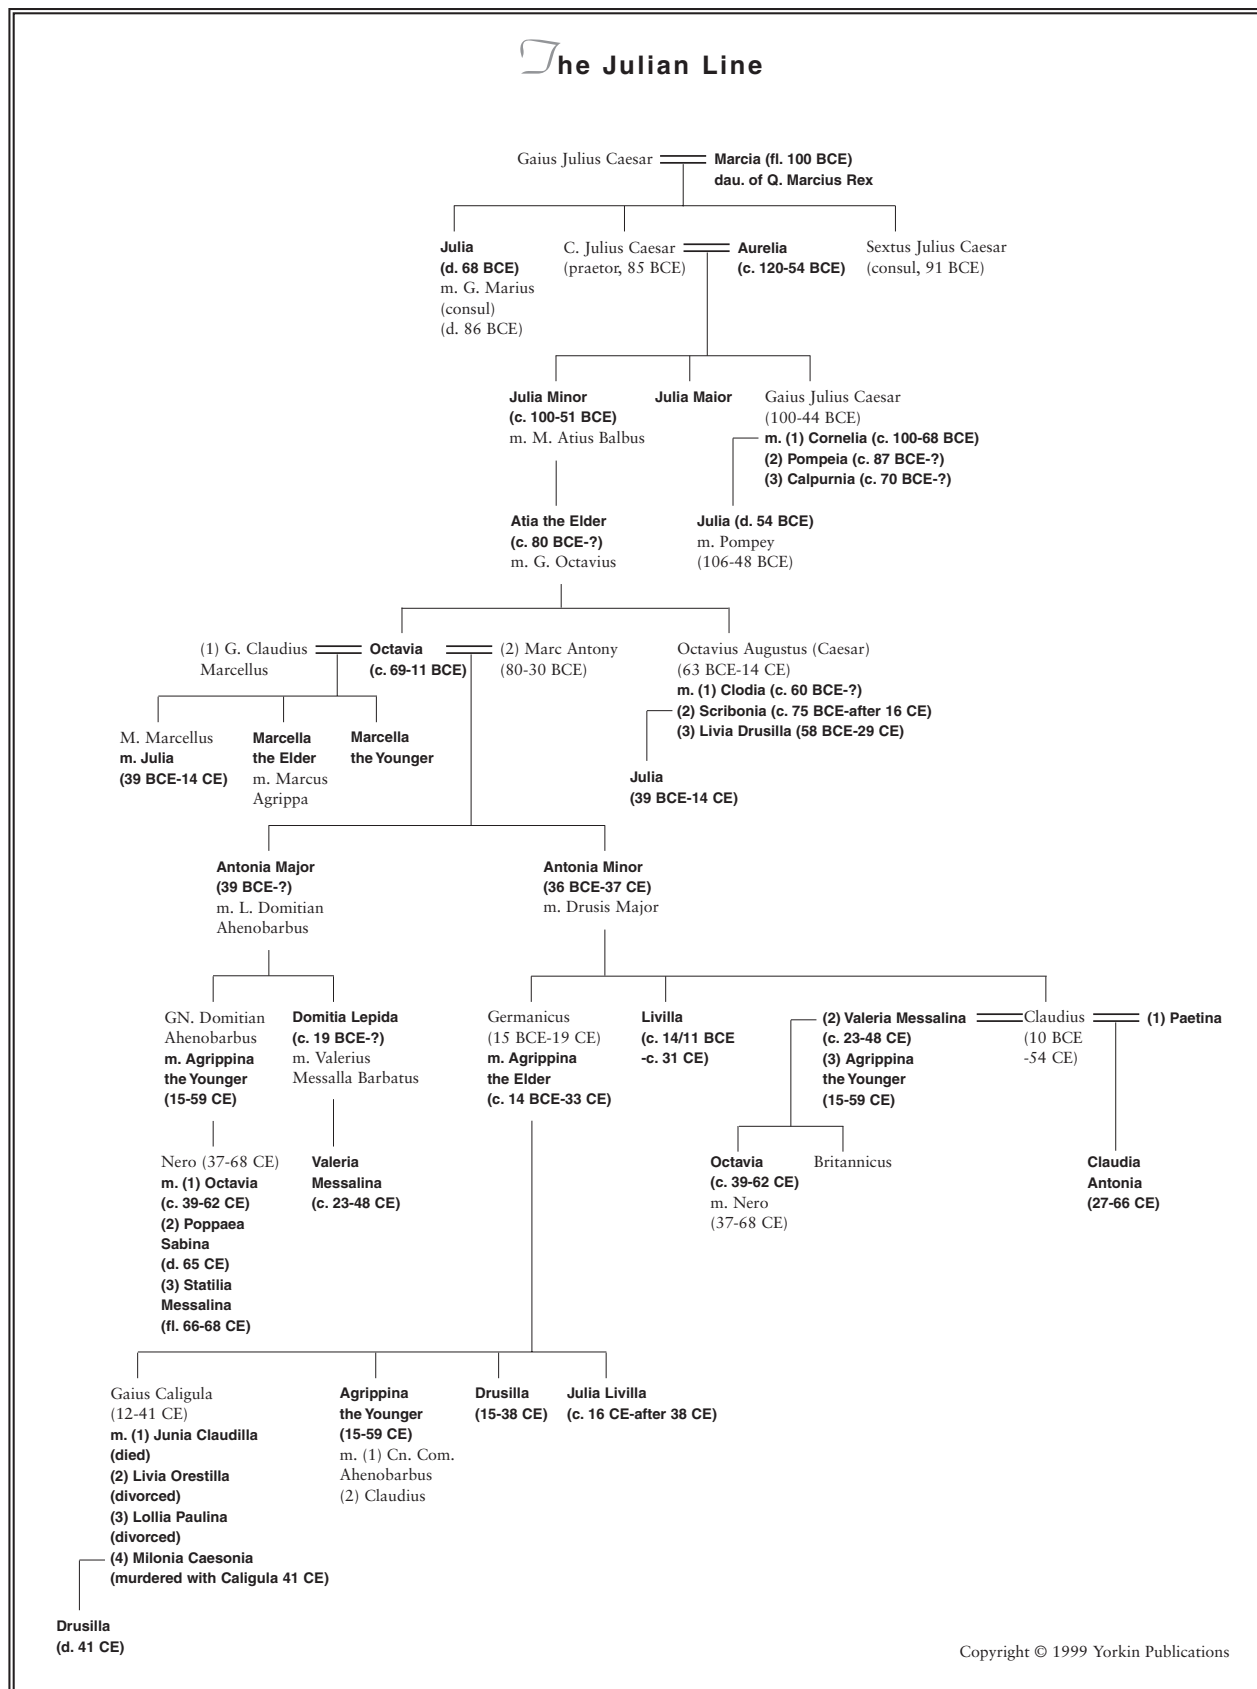 The Julian Line
Gaius Julius Caesar
Marcia (fl. 100 BCE)
dau. of Q. Marcius Rex
Julia
(d. 68 BCE)
m. G. Marius
(consul)
(d. 86 BCE)
C. Julius Caesar
(praetor, 85 BCE)
Aurelia
(c. 120-54 BCE)
Sextus Julius Caesar
(consul, 91 BCE)
Julia Minor
(c. 100-51 BCE)
m. M. Atius Balbus
Julia Maior
Gaius Julius Caesar
(100-44 BCE)
m. (1) Cornelia (c. 100-68 BCE)
(2) Pompeia (c. 87 BCE-?)
(3) Calpurnia (c. 70 BCE-?)
Atia the Elder
(c. 80 BCE-?)
m. G. Octavius
Julia (d. 54 BCE)
m. Pompey
(106-48 BCE)
(1) G. Claudius
Marcellus
Octavia
(c. 69-11 BCE)
(2) Marc Antony
(80-30 BCE)
Octavius Augustus (Caesar)
(63 BCE-14 CE)
m. (1) Clodia (c. 60 BCE-?)
(2) Scribonia (c. 75 BCE-after 16 CE)
(3) Livia Drusilla (58 BCE-29 CE)
M. Marcellus
m. Julia
(39 BCE-14 CE)
Marcella
the Elder
m. Marcus
Agrippa
Marcella
the Younger
Julia
(39 BCE-14 CE)
Antonia Major
(39 BCE-?)
m. L. Domitian
Ahenobarbus
Antonia Minor
(36 BCE-37 CE)
m. Drusis Major
GN. Domitian
Ahenobarbus
m. Agrippina
the Younger
(15-59 CE)
Domitia Lepida
(c. 19 BCE-?)
m. Valerius
Messalla Barbatus
Germanicus
(15 BCE-19 CE)
m. Agrippina
the Elder
(c. 14 BCE-33 CE)
Livilla
(c. 14/11 BCE
-c. 31 CE)
(2) Valeria Messalina
(c. 23-48 CE)
(3) Agrippina
the Younger
(15-59 CE)
Claudius
(10 BCE
-54 CE)
(1) Paetina
Nero (37-68 CE)
m. (1) Octavia
(c. 39-62 CE)
(2) Poppaea
Sabina
(d. 65 CE)
(3) Statilia
Messalina
(fl. 66-68 CE)
Valeria
Messalina
(c. 23-48 CE)
Octavia
(c. 39-62 CE)
m. Nero
(37-68 CE)
Britannicus
Claudia
Antonia
(27-66 CE)
Gaius Caligula
(12-41 CE)
m. (1) Junia Claudilla
(died)
(2) Livia Orestilla
(divorced)
(3) Lollia Paulina
(divorced)
(4) Milonia Caesonia
(murdered with Caligula 41 CE)
Agrippina
the Younger
(15-59 CE)
m. (1) Cn. Com.
Ahenobarbus
(2) Claudius
Drusilla
(15-38 CE)
Julia Livilla
(c. 16 CE-after 38 CE)
Drusilla
(d. 41 CE)
Copyright © 1999 Yorkin Publications